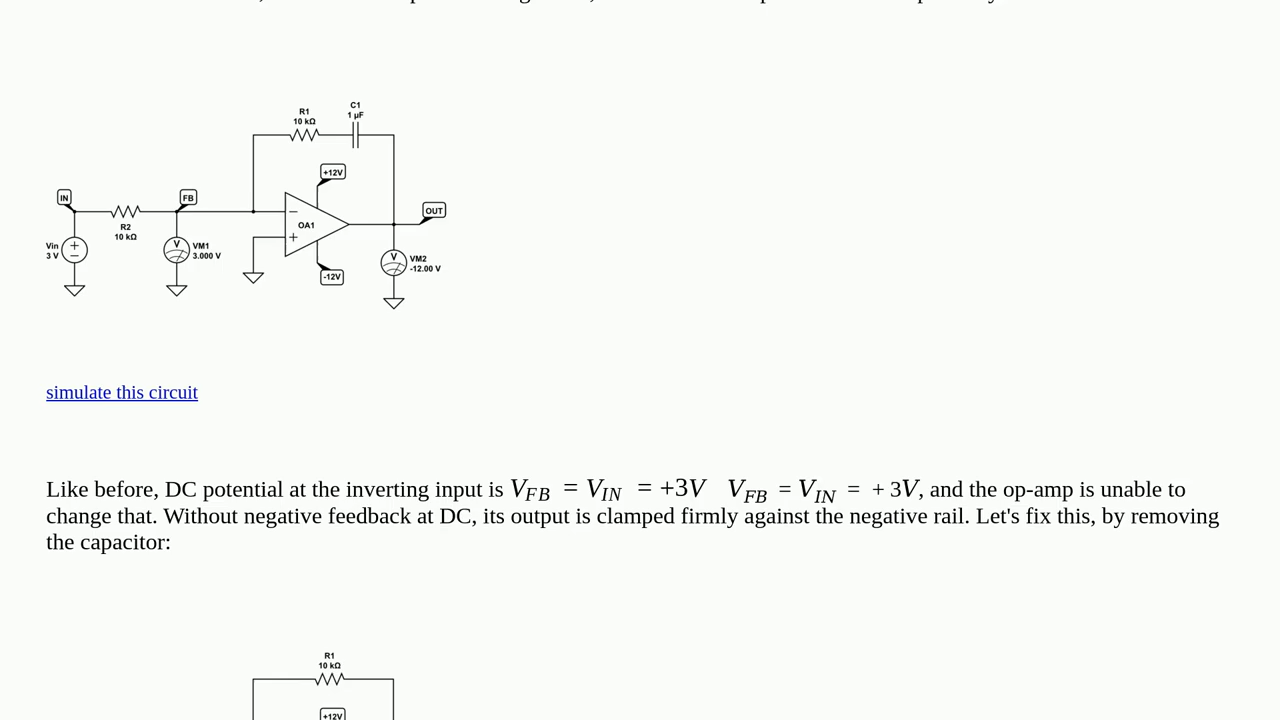 R1
10 kΩ
C1
1 µF
+12V
IN
FB
R2
10 kΩ
OA1
OUT
Vin
3 V
V
VM1
3.000 V
-12V
V
VM2
-12.00 V
simulate this circuit
Like before, DC potential at the inverting input is V_FB = V_IN = +3V V_FB = V_IN = + 3V, and the op-amp is unable to
change that. Without negative feedback at DC, its output is clamped firmly against the negative rail. Let's fix this, by removing
the capacitor:
R1
10 kΩ
+12V